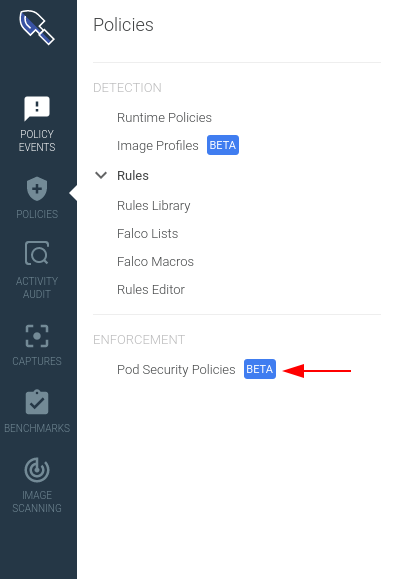 POLICY
EVENTS
POLICIES
ACTIVITY
AUDIT
CAPTURES
BENCHMARKS
IMAGE
SCANNING
Policies
DETECTION
Runtime Policies
Image Profiles BETA
Rules
Rules Library
Falco Lists
Falco Macros
Rules Editor
ENFORCEMENT
Pod Security Policies BETA